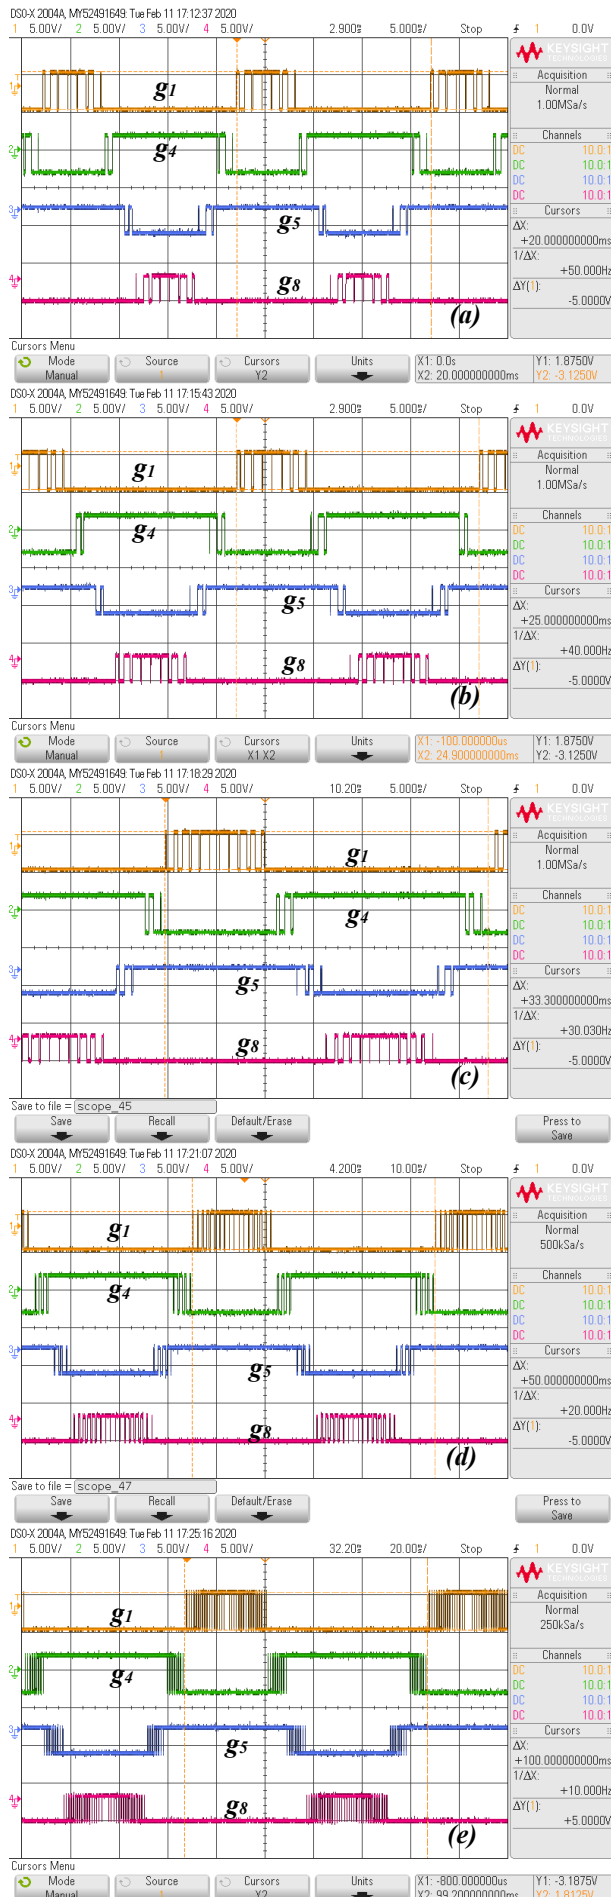 DSO-X 2004A, MY52491649: Tue Feb 11 17:12:37 2020
1 5.00V/ 2 5.00V/ 3 5.00V/ 4 5.00V/ 2.900 5.000 Stop 1 0.0V
KEYSIGHT
TECHNOLOGIES
Acquisition
Normal
1.00MSa/s
Channels
DC 10.0:1
DC 10.0:1
DC 10.0:1
DC 10.0:1
Cursors
ΔX:
+20.000000000ms
1/ΔX:
+50.000Hz
ΔY(1):
-5.0000V
g1
g4
g5
g8
(a)
Cursors Menu
Mode
Manual
Source
1
Cursors
Y2
Units
X1: 0.0s
X2: 20.000000000ms
Y1: 1.8750V
Y2: -3.1250V
DSO-X 2004A, MY52491649: Tue Feb 11 17:15:43 2020
1 5.00V/ 2 5.00V/ 3 5.00V/ 4 5.00V/ 2.900 5.000 Stop 1 0.0V
KEYSIGHT
TECHNOLOGIES
Acquisition
Normal
1.00MSa/s
Channels
DC 10.0:1
DC 10.0:1
DC 10.0:1
DC 10.0:1
Cursors
ΔX:
+25.000000000ms
1/ΔX:
+40.000Hz
ΔY(1):
-5.0000V
g1
g4
g5
g8
(b)
Cursors Menu
Mode
Manual
Source
1
Cursors
X1 X2
Units
X1: -100.000000us
X2: 24.900000000ms
Y1: 1.8750V
Y2: -3.1250V
DSO-X 2004A, MY52491649: Tue Feb 11 17:18:29 2020
1 5.00V/ 2 5.00V/ 3 5.00V/ 4 5.00V/ 10.20 5.000 Stop 1 0.0V
KEYSIGHT
TECHNOLOGIES
Acquisition
Normal
1.00MSa/s
Channels
DC 10.0:1
DC 10.0:1
DC 10.0:1
DC 10.0:1
Cursors
ΔX:
+33.300000000ms
1/ΔX:
+30.030Hz
ΔY(1):
-5.0000V
g1
g4
g5
g8
(c)
Save to file = scope_45
Save
Recall
Default/Erase
Press to
Save
DSO-X 2004A, MY52491649: Tue Feb 11 17:21:07 2020
1 5.00V/ 2 5.00V/ 3 5.00V/ 4 5.00V/ 4.200 10.00 Stop 1 0.0V
KEYSIGHT
TECHNOLOGIES
Acquisition
Normal
500kSa/s
Channels
DC 10.0:1
DC 10.0:1
DC 10.0:1
DC 10.0:1
Cursors
ΔX:
+50.000000000ms
1/ΔX:
+20.000Hz
ΔY(1):
-5.0000V
g1
g4
g5
g8
(d)
Save to file = scope_47
Save
Recall
Default/Erase
Press to
Save
DSO-X 2004A, MY52491649: Tue Feb 11 17:25:16 2020
1 5.00V/ 2 5.00V/ 3 5.00V/ 4 5.00V/ 32.20 20.00 Stop 1 0.0V
KEYSIGHT
TECHNOLOGIES
Acquisition
Normal
250kSa/s
Channels
DC 10.0:1
DC 10.0:1
DC 10.0:1
DC 10.0:1
Cursors
ΔX:
+100.000000000ms
1/ΔX:
+10.000Hz
ΔY(1):
+5.0000V
g1
g4
g5
g8
(e)
Cursors Menu
Mode
Manual
Source
1
Cursors
Y2
Units
X1: -800.000000us
X2: 99.200000000ms
Y1: -3.1875V
Y2: 1.8125V